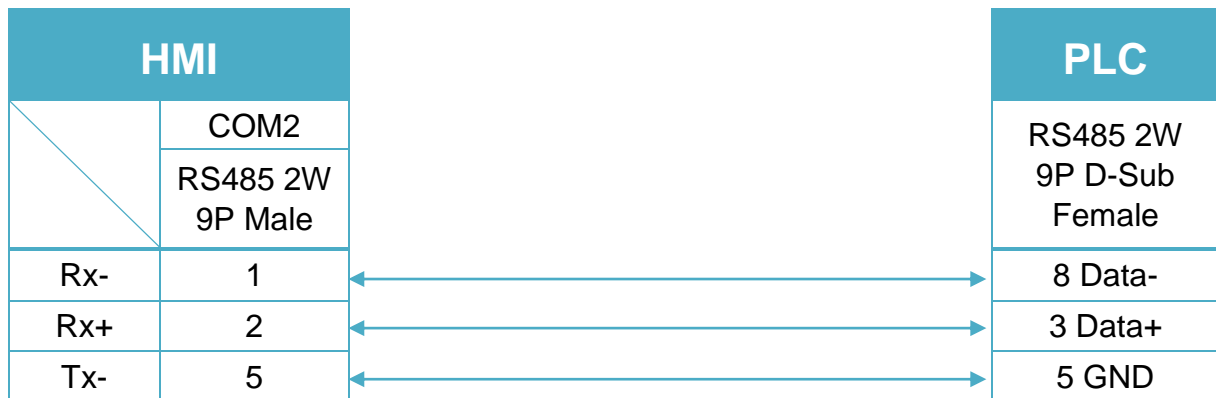 HMI
PLC
COM2
RS485 2W
9P Male
RS485 2W
9P D-Sub
Female
Rx- 1 8 Data-
Rx+ 2 3 Data+
Tx- 5 5 GND